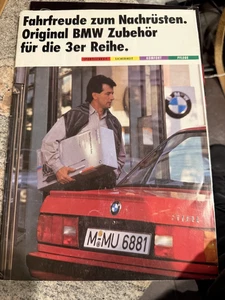 Fahrfreude zum Nachrüsten.
Original BMW Zubehör
für die 3er Reihe.
M·MU 6881